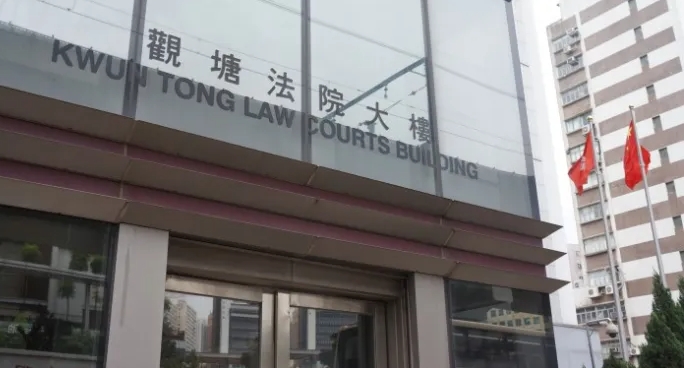 觀塘法院大樓
KWUN TONG LAW COURTS BUILDING